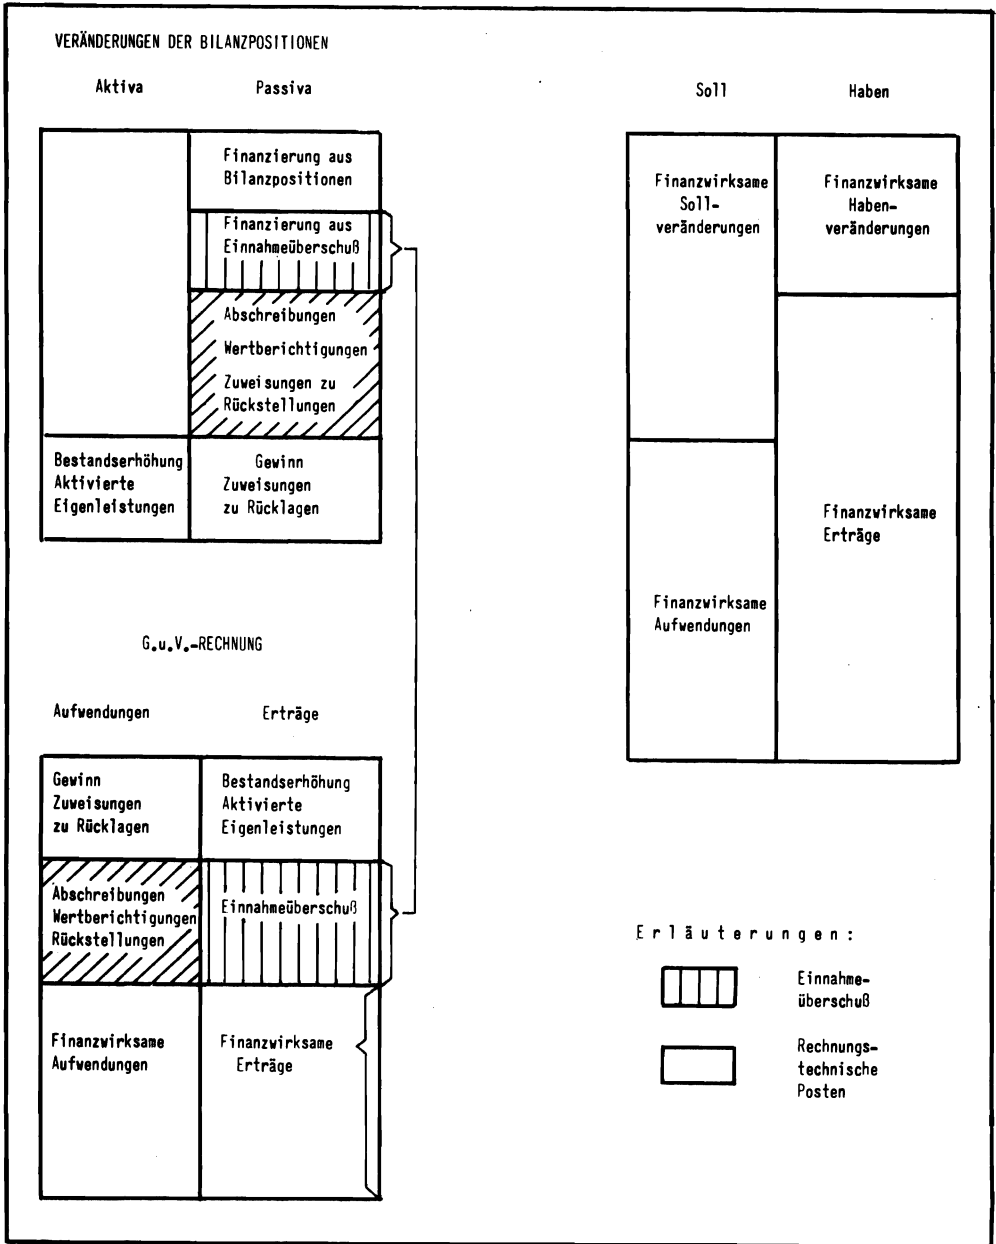 VERÄNDERUNGEN DER BILANZPOSITIONEN
Aktiva
Passiva
Finanzierung aus
Bilanzpositionen
Finanzierung aus
Einnahmeüberschuß
Abschreibungen
Wertberichtigungen
Zuweisungen zu
Rückstellungen
Bestandserhöhung
Aktivierte
Eigenleistungen
Gewinn
Zuweisungen
zu Rücklagen
G.u.V.-RECHNUNG
Aufwendungen
Erträge
Gewinn
Zuweisungen
zu Rücklagen
Bestandserhöhung
Aktivierte
Eigenleistungen
Abschreibungen
Wertberichtigungen
Rückstellungen
Einnahmeüberschuß
Finanzwirksame
Aufwendungen
Finanzwirksame
Erträge
Soll
Haben
Finanzwirksame
Soll-
veränderungen
Finanzwirksame
Haben-
veränderungen
Finanzwirksame
Aufwendungen
Finanzwirksame
Erträge
Erläuterungen:
Einnahme-
überschuß
Rechnungs-
technische
Posten